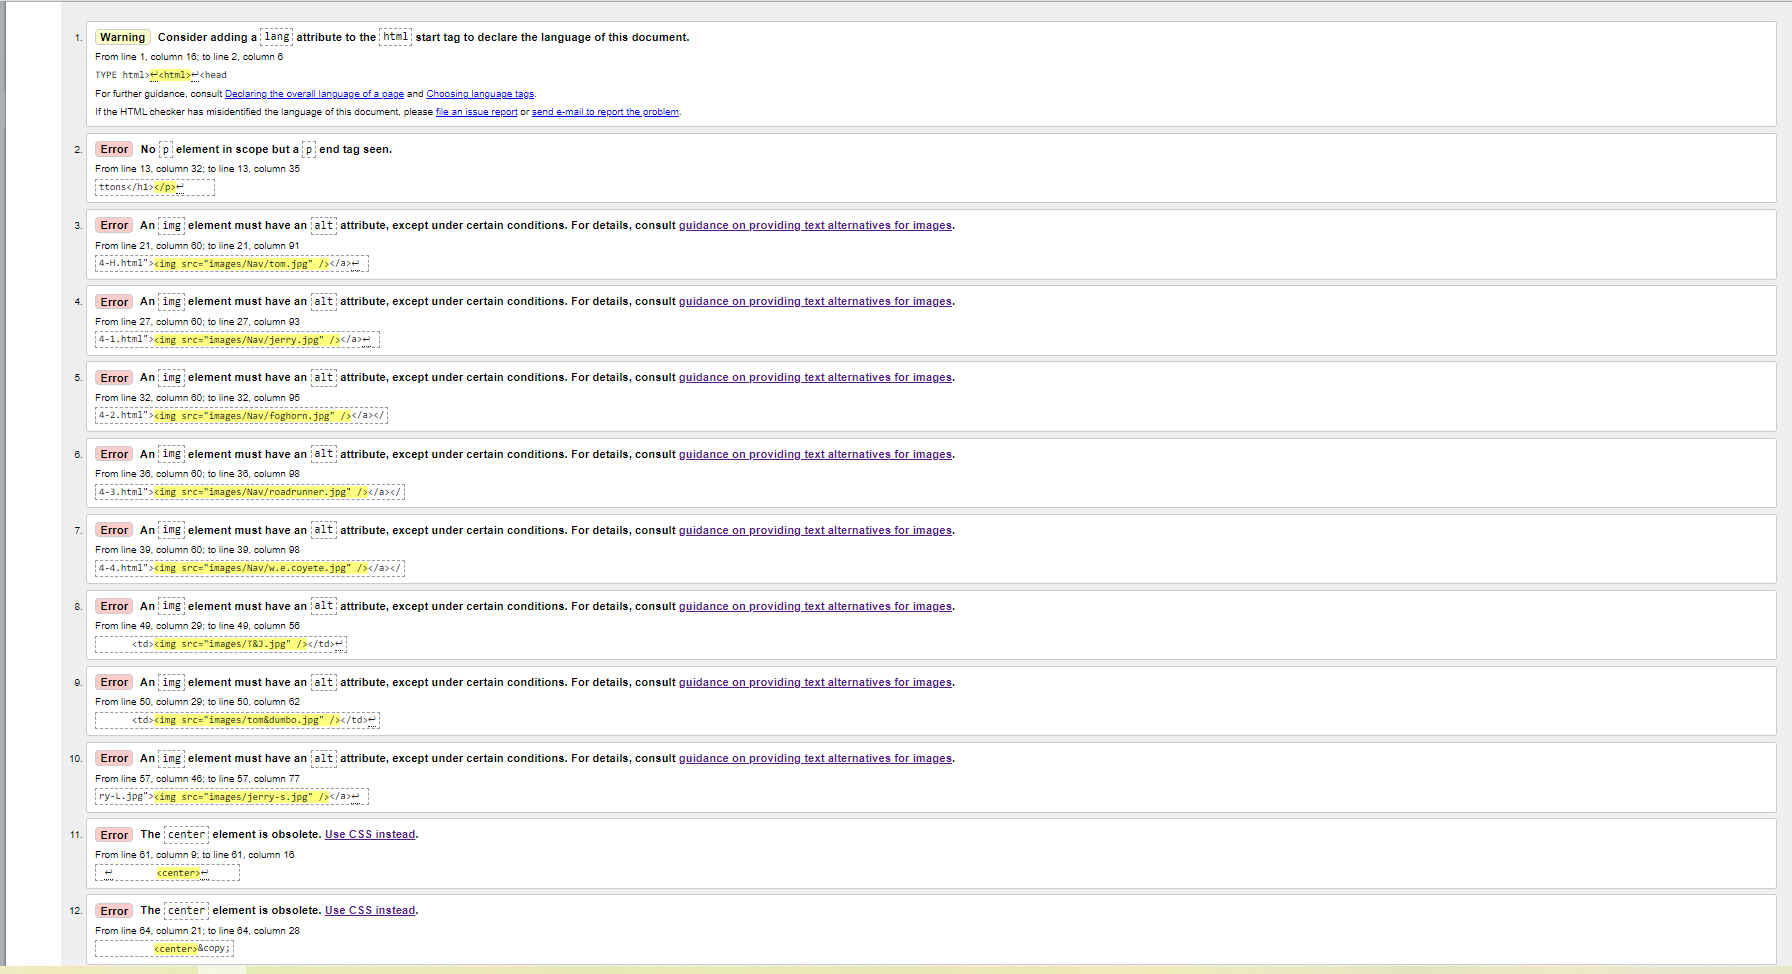 1. Warning Consider adding a lang attribute to the html start tag to declare the language of this document.
From line 1, column 16; to line 2, column 6
TYPE html>↩<html>↩<head
For further guidance, consult Declaring the overall language of a page and Choosing language tags.
If the HTML checker has misidentified the language of this document, please file an issue report or send e-mail to report the problem.
2. Error No p element in scope but a p end tag seen.
From line 13, column 32; to line 13, column 35
ttons</h1></p>↩
3. Error An img element must have an alt attribute, except under certain conditions. For details, consult guidance on providing text alternatives for images.
From line 21, column 60; to line 21, column 91
4-H.html"><img src="images/Nav/tom.jpg" /></a>↩
4. Error An img element must have an alt attribute, except under certain conditions. For details, consult guidance on providing text alternatives for images.
From line 27, column 60; to line 27, column 93
4-1.html"><img src="images/Nav/jerry.jpg" /></a>↩
5. Error An img element must have an alt attribute, except under certain conditions. For details, consult guidance on providing text alternatives for images.
From line 32, column 60; to line 32, column 95
4-2.html"><img src="images/Nav/foghorn.jpg" /></a></
6. Error An img element must have an alt attribute, except under certain conditions. For details, consult guidance on providing text alternatives for images.
From line 36, column 60; to line 36, column 98
4-3.html"><img src="images/Nav/roadrunner.jpg" /></a></
7. Error An img element must have an alt attribute, except under certain conditions. For details, consult guidance on providing text alternatives for images.
From line 39, column 60; to line 39, column 98
4-4.html"><img src="images/Nav/w.e.coyete.jpg" /></a></
8. Error An img element must have an alt attribute, except under certain conditions. For details, consult guidance on providing text alternatives for images.
From line 49, column 29; to line 49, column 56
<td><img src="images/T&J.jpg" /></td>↩
9. Error An img element must have an alt attribute, except under certain conditions. For details, consult guidance on providing text alternatives for images.
From line 50, column 29; to line 50, column 62
<td><img src="images/tom&dumbo.jpg" /></td>↩
10. Error An img element must have an alt attribute, except under certain conditions. For details, consult guidance on providing text alternatives for images.
From line 57, column 46; to line 57, column 77
ry-L.jpg"><img src="images/jerry-s.jpg" /></a>↩
11. Error The center element is obsolete. Use CSS instead.
From line 61, column 9; to line 61, column 16
↩ <center>↩
12. Error The center element is obsolete. Use CSS instead.
From line 64, column 21; to line 64, column 28
<center>&copy;